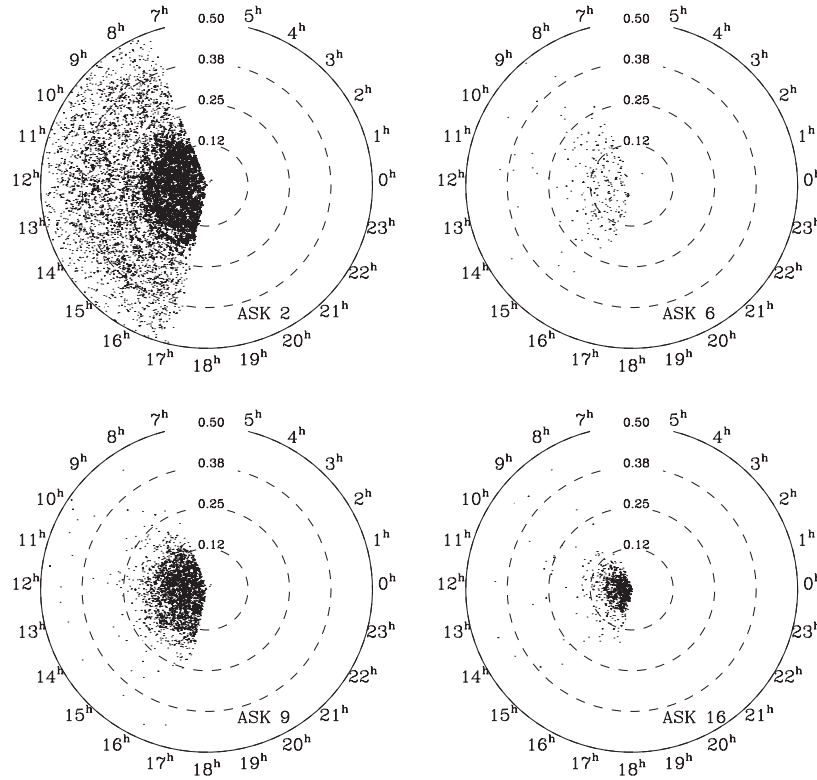 7ʰ 0.50 5ʰ
8ʰ 4ʰ
9ʰ 0.38 3ʰ
10ʰ 0.25 2ʰ
11ʰ 0.12 1ʰ
12ʰ 0ʰ
13ʰ 23ʰ
14ʰ 22ʰ
15ʰ ASK 2 21ʰ
16ʰ 20ʰ
17ʰ 18ʰ 19ʰ
7ʰ 0.50 5ʰ
8ʰ 4ʰ
9ʰ 0.38 3ʰ
10ʰ 0.25 2ʰ
11ʰ 0.12 1ʰ
12ʰ 0ʰ
13ʰ 23ʰ
14ʰ 22ʰ
15ʰ ASK 6 21ʰ
16ʰ 20ʰ
17ʰ 18ʰ 19ʰ
7ʰ 0.50 5ʰ
8ʰ 4ʰ
9ʰ 0.38 3ʰ
10ʰ 0.25 2ʰ
11ʰ 0.12 1ʰ
12ʰ 0ʰ
13ʰ 23ʰ
14ʰ 22ʰ
15ʰ ASK 9 21ʰ
16ʰ 20ʰ
17ʰ 18ʰ 19ʰ
7ʰ 0.50 5ʰ
8ʰ 4ʰ
9ʰ 0.38 3ʰ
10ʰ 0.25 2ʰ
11ʰ 0.12 1ʰ
12ʰ 0ʰ
13ʰ 23ʰ
14ʰ 22ʰ
15ʰ ASK 16 21ʰ
16ʰ 20ʰ
17ʰ 18ʰ 19ʰ